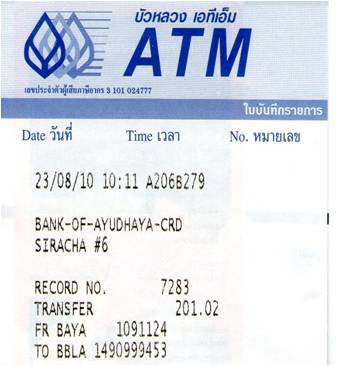 บัวหลวง เอทีเอ็ม
ATM
เลขประจำตัวผู้เสียภาษีอากร 3 101 024777
ใบบันทึกรายการ
Date วันที่ Time เวลา No. หมายเลข
23/08/10 10:11 A206B279
BANK-OF-AYUDHAYA-CRD
SIRACHA #6
RECORD NO. 7283
TRANSFER 201.02
FR BAYA 1091124
TO BBLA 1490999453